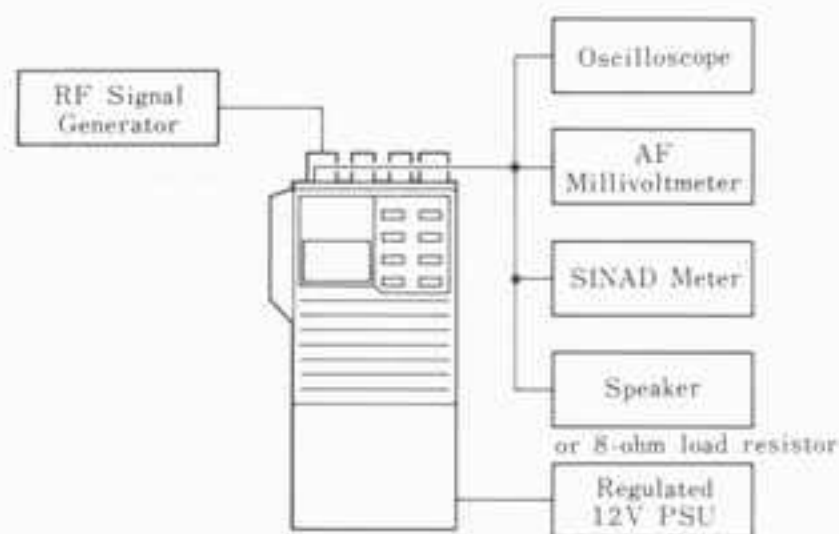 RF Signal
Generator
Oscilloscope
AF
Millivoltmeter
SINAD Meter
Speaker
or 8-ohm load resistor
Regulated
12V PSU